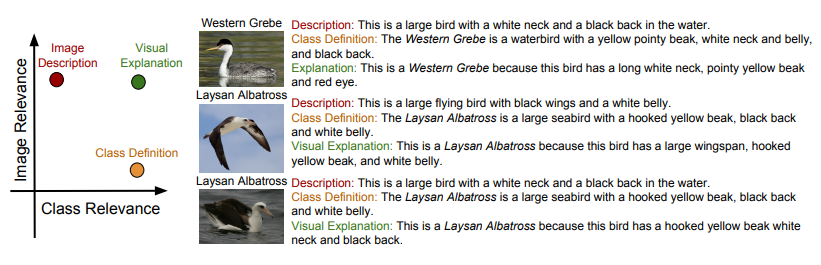 Image
Description
Visual
Explanation
Class Definition
Image Relevance
Class Relevance
Western Grebe
Description: This is a large bird with a white neck and a black back in the water.
Class Definition: The Western Grebe is a waterbird with a yellow pointy beak, white neck and belly,
and black back.
Explanation: This is a Western Grebe because this bird has a long white neck, pointy yellow beak
and red eye.
Laysan Albatross
Description: This is a large flying bird with black wings and a white belly.
Class Definition: The Laysan Albatross is a large seabird with a hooked yellow beak, black back
and white belly.
Visual Explanation: This is a Laysan Albatross because this bird has a large wingspan, hooked
yellow beak, and white belly.
Laysan Albatross
Description: This is a large bird with a white neck and a black back in the water.
Class Definition: The Laysan Albatross is a large seabird with a hooked yellow beak, black back
and white belly.
Visual Explanation: This is a Laysan Albatross because this bird has a hooked yellow beak white
neck and black back.